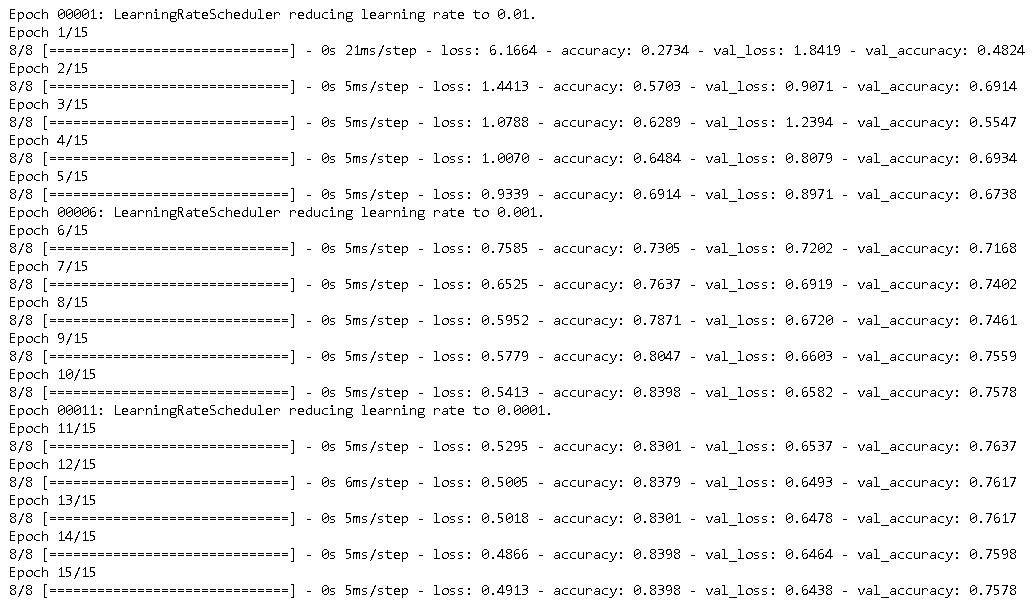 Epoch 00001: LearningRateScheduler reducing learning rate to 0.01.
Epoch 1/15
8/8 [==============================] - 0s 21ms/step - loss: 6.1664 - accuracy: 0.2734 - val_loss: 1.8419 - val_accuracy: 0.4824
Epoch 2/15
8/8 [==============================] - 0s 5ms/step - loss: 1.4413 - accuracy: 0.5703 - val_loss: 0.9071 - val_accuracy: 0.6914
Epoch 3/15
8/8 [==============================] - 0s 5ms/step - loss: 1.0788 - accuracy: 0.6289 - val_loss: 1.2394 - val_accuracy: 0.5547
Epoch 4/15
8/8 [==============================] - 0s 5ms/step - loss: 1.0070 - accuracy: 0.6484 - val_loss: 0.8079 - val_accuracy: 0.6934
Epoch 5/15
8/8 [==============================] - 0s 5ms/step - loss: 0.9339 - accuracy: 0.6914 - val_loss: 0.8971 - val_accuracy: 0.6738
Epoch 00006: LearningRateScheduler reducing learning rate to 0.001.
Epoch 6/15
8/8 [==============================] - 0s 5ms/step - loss: 0.7585 - accuracy: 0.7305 - val_loss: 0.7202 - val_accuracy: 0.7168
Epoch 7/15
8/8 [==============================] - 0s 5ms/step - loss: 0.6525 - accuracy: 0.7637 - val_loss: 0.6919 - val_accuracy: 0.7402
Epoch 8/15
8/8 [==============================] - 0s 5ms/step - loss: 0.5952 - accuracy: 0.7871 - val_loss: 0.6720 - val_accuracy: 0.7461
Epoch 9/15
8/8 [==============================] - 0s 5ms/step - loss: 0.5779 - accuracy: 0.8047 - val_loss: 0.6603 - val_accuracy: 0.7559
Epoch 10/15
8/8 [==============================] - 0s 5ms/step - loss: 0.5413 - accuracy: 0.8398 - val_loss: 0.6582 - val_accuracy: 0.7578
Epoch 00011: LearningRateScheduler reducing learning rate to 0.0001.
Epoch 11/15
8/8 [==============================] - 0s 5ms/step - loss: 0.5295 - accuracy: 0.8301 - val_loss: 0.6537 - val_accuracy: 0.7637
Epoch 12/15
8/8 [==============================] - 0s 6ms/step - loss: 0.5005 - accuracy: 0.8379 - val_loss: 0.6493 - val_accuracy: 0.7617
Epoch 13/15
8/8 [==============================] - 0s 5ms/step - loss: 0.5018 - accuracy: 0.8301 - val_loss: 0.6478 - val_accuracy: 0.7617
Epoch 14/15
8/8 [==============================] - 0s 5ms/step - loss: 0.4866 - accuracy: 0.8398 - val_loss: 0.6464 - val_accuracy: 0.7598
Epoch 15/15
8/8 [==============================] - 0s 5ms/step - loss: 0.4913 - accuracy: 0.8398 - val_loss: 0.6438 - val_accuracy: 0.7578